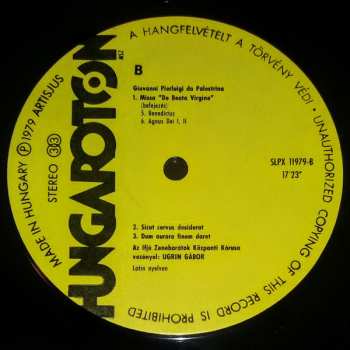 A HANGFELVÉTELT A TÖRVÉNY VÉDI · UNAUTHORIZED COPYING OF THIS RECORD IS PROHIBITED
MADE IN HUNGARY Ⓟ 1979 ARTISJUS
STEREO 33
HUNGAROTON
MSZ
B
Giovanni Pierluigi da Palestrina
1. Missa "De Beata Virgine"
(befejezés)
5. Benedictus
6. Agnus Dei I, II
SLPX 11979-B
17'23"
2. Sicut cervus desiderat
3. Dum aurora finem daret
Az Ifjú Zenebarátok Központi Kórusa
vezényel: UGRIN GÁBOR
Latin nyelven